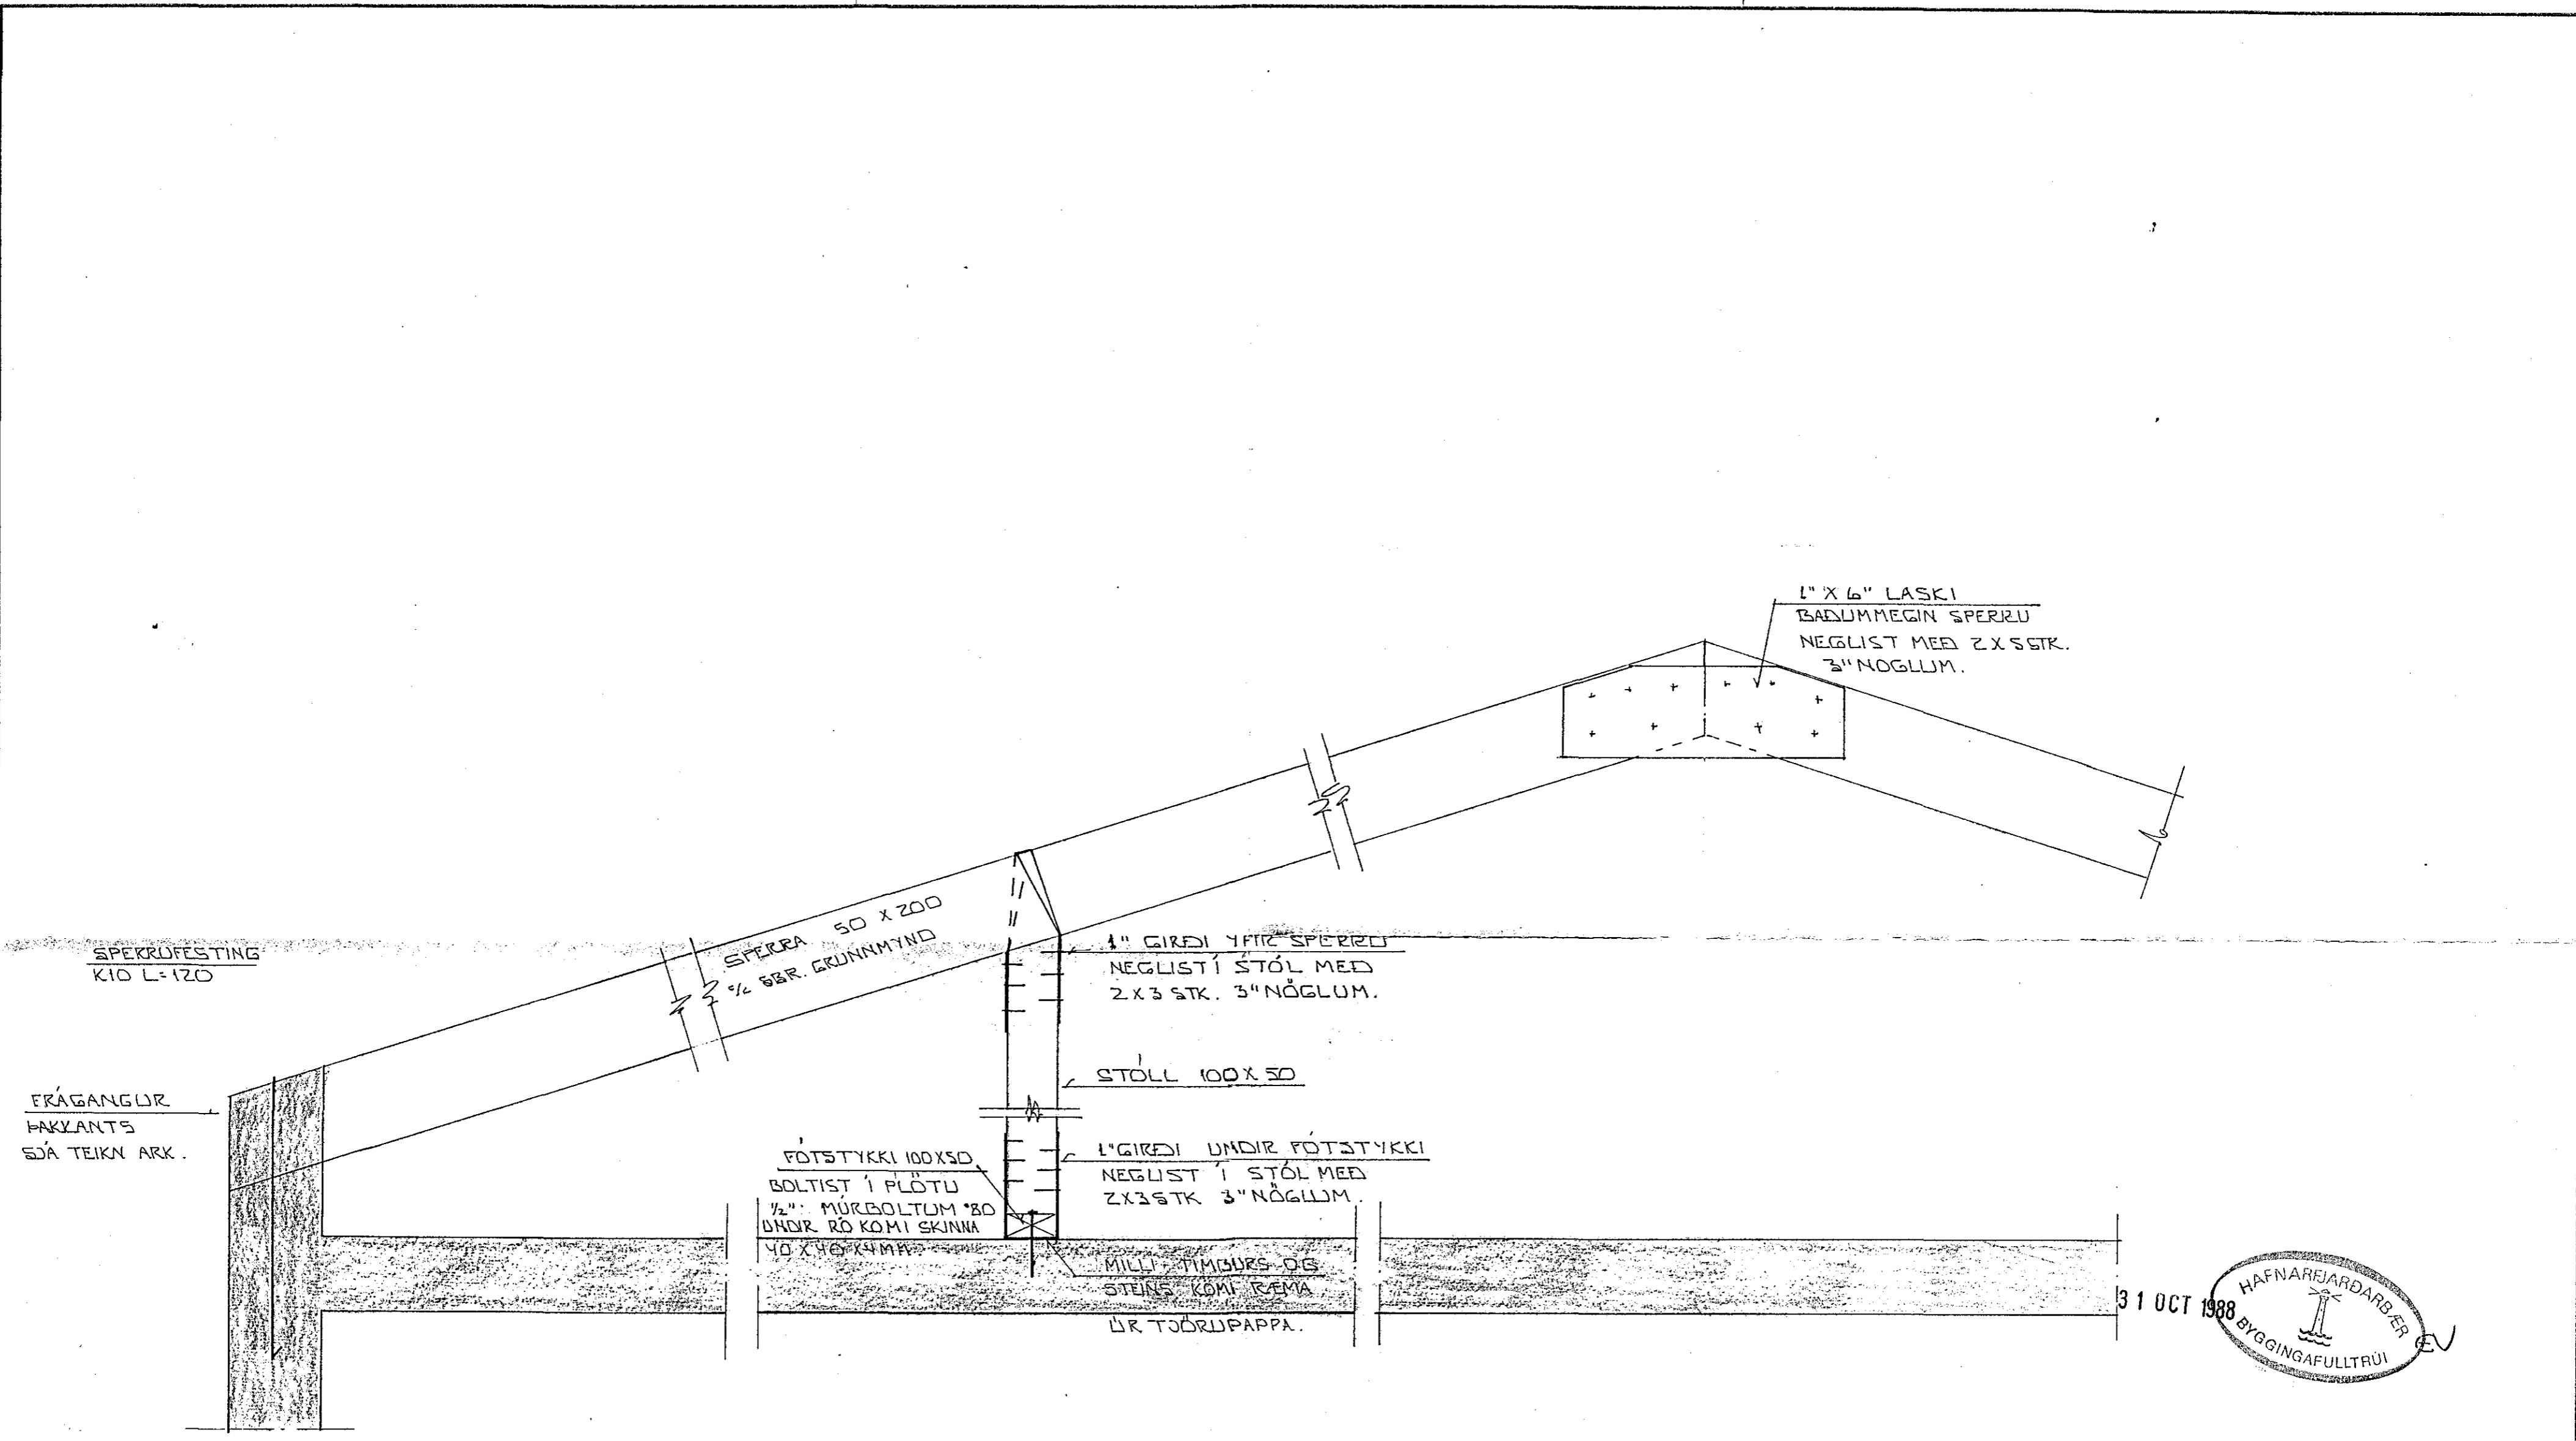 1" X 6" LASKI
BAÐUMMEGIN SPERRU
NEGLIST MEÐ 2 X 5 STK.
3" NOGLUM.
SPERRA 50 X 200
c/c SBR. GRUNNMYND
SPERRUFESTING
K10 L=120
1" GIRÐI YFIR SPERRU
NEGLIST Í STÓL MEÐ
2 X 3 STK. 3" NÖGLUM.
STÓLL 100 X 50
FRÁGANGUR
ÞAKKANTS
SJÁ TEIKN ARK.
FÓTSTYKKI 100X50
BOLTIST Í PLÖTU
1/2" MÚRBOLTUM *80
UNDIR RÓ KOMI SKINNA
40 X 40 X 4 MM
1" GIRÐI UNDIR FÓTSTYKKI
NEGLIST Í STÓL MEÐ
2X3 STK 3" NÖGLUM.
MILLI TIMBURS OG
STEINS KOMI RÆMA
ÚR TJÖRUPAPPA.
31 OCT 1988
HAFNARFJARÐARBÆR
BYGGINGAFULLTRÚI